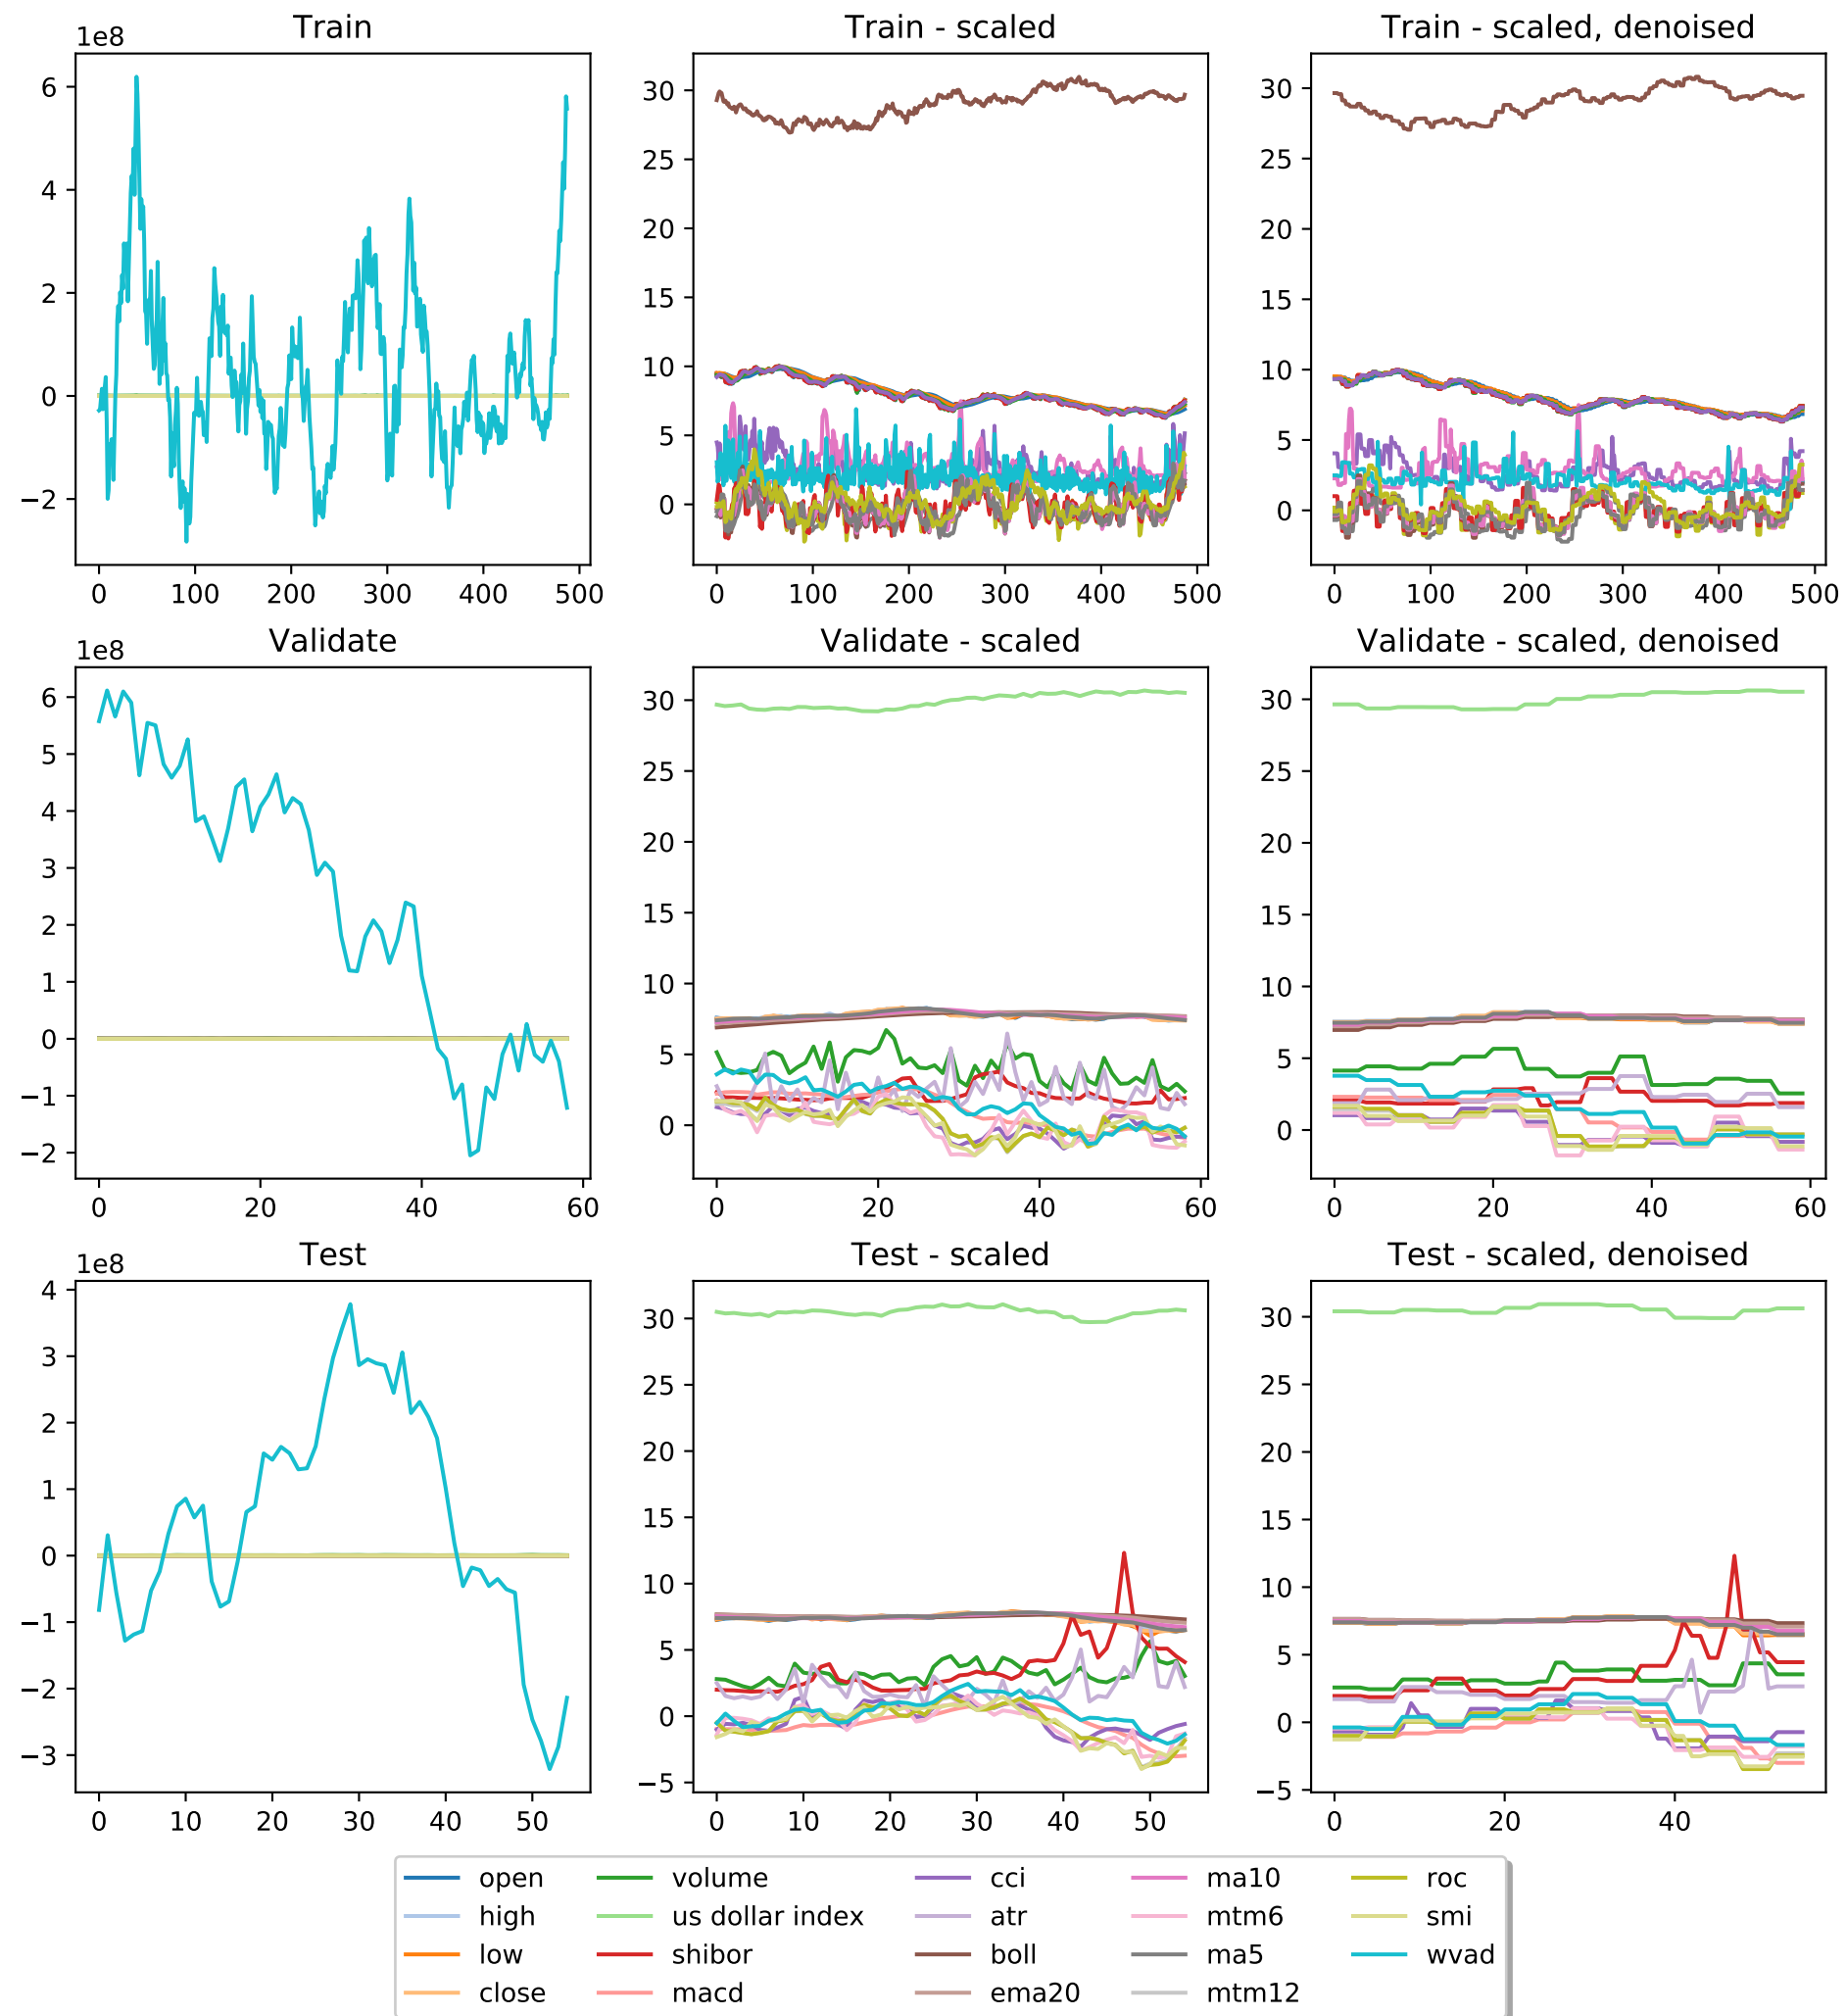 Train
Train - scaled
Train - scaled, denoised
1e8
6
4
2
0
−2
0 100 200 300 400 500
30
25
20
15
10
5
0
0 100 200 300 400 500
30
25
20
15
10
5
0
0 100 200 300 400 500
Validate
Validate - scaled
Validate - scaled, denoised
1e8
6
5
4
3
2
1
0
−1
−2
0 20 40 60
30
25
20
15
10
5
0
0 20 40 60
30
25
20
15
10
5
0
0 20 40 60
Test
Test - scaled
Test - scaled, denoised
1e8
4
3
2
1
0
−1
−2
−3
0 10 20 30 40 50
30
25
20
15
10
5
0
−5
0 10 20 30 40 50
30
25
20
15
10
5
0
−5
0 20 40
open volume cci ma10 roc
high us dollar index atr mtm6 smi
low shibor boll ma5 wvad
close macd ema20 mtm12